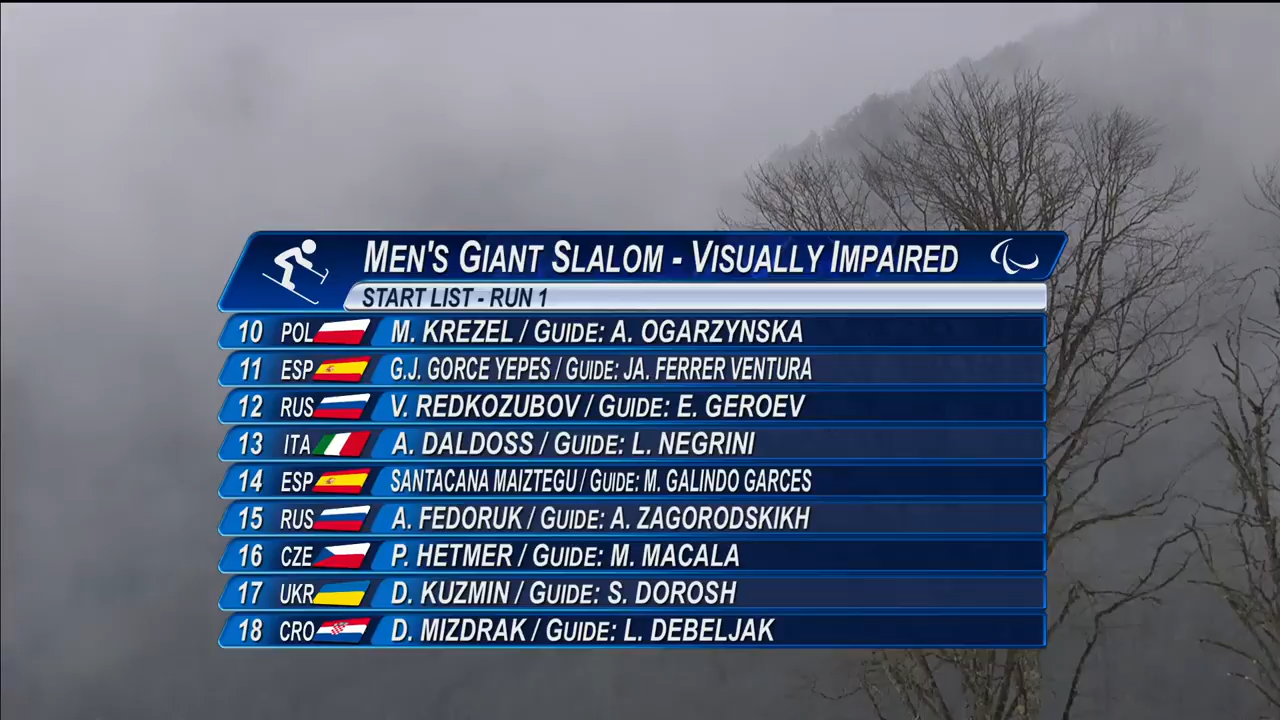 MEN'S GIANT SLALOM - VISUALLY IMPAIRED
START LIST - RUN 1
10 POL M. KREZEL / GUIDE: A. OGARZYNSKA
11 ESP G.J. GORCE YEPES / GUIDE: JA. FERRER VENTURA
12 RUS V. REDKOZUBOV / GUIDE: E. GEROEV
13 ITA A. DALDOSS / GUIDE: L. NEGRINI
14 ESP SANTACANA MAIZTEGU / GUIDE: M. GALINDO GARCES
15 RUS A. FEDORUK / GUIDE: A. ZAGORODSKIKH
16 CZE P. HETMER / GUIDE: M. MACALA
17 UKR D. KUZMIN / GUIDE: S. DOROSH
18 CRO D. MIZDRAK / GUIDE: L. DEBELJAK